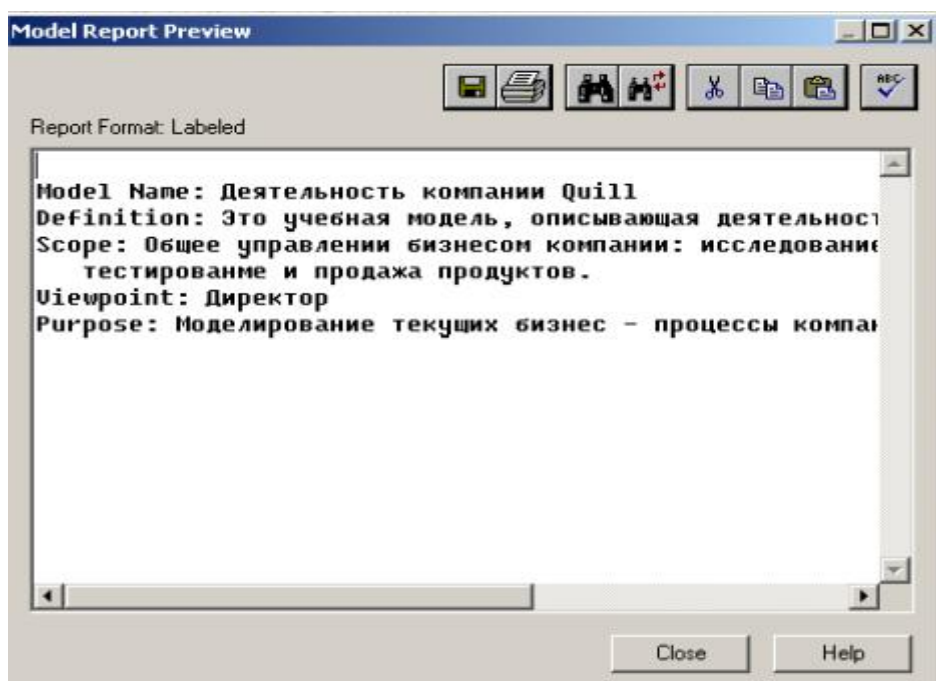 Model Report Preview
ABC
Report Format: Labeled
Model Name: Деятельность компании Quill
Definition: Это учебная модель, описывающая деятельност
Scope: Общее управлении бизнесом компании: исследование
тестированме и продажа продуктов.
Viewpoint: Директор
Purpose: Моделирование текущих бизнес - процессы компан
Close
Help